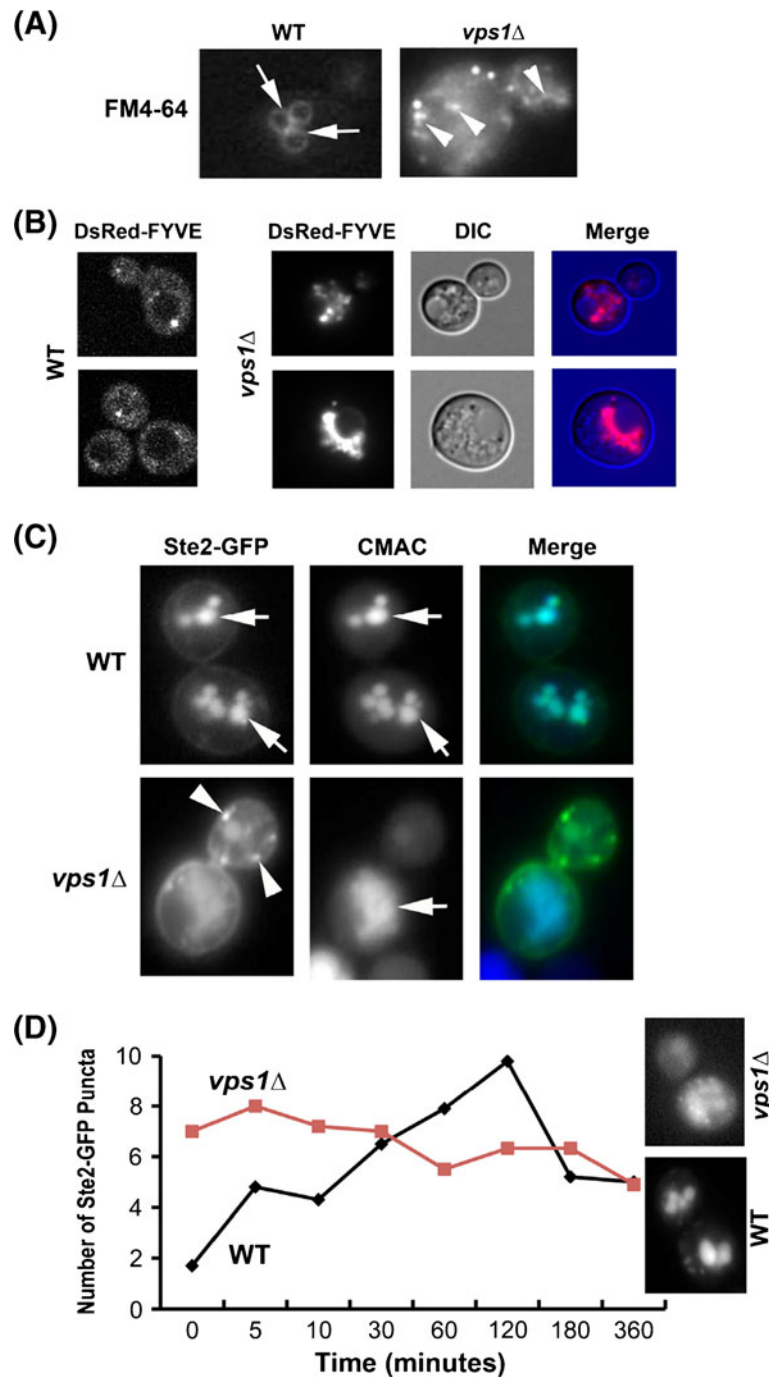 (A)
WT
vps1Δ
FM4-64
(B)
DsRed-FYVE
DsRed-FYVE
DIC
Merge
WT
vps1Δ
(C)
Ste2-GFP
CMAC
Merge
WT
vps1Δ
(D)
Number of Ste2-GFP Puncta
10
8
6
4
2
0
vps1Δ
WT
0 5 10 30 60 120 180 360
Time (minutes)
vps1Δ
WT